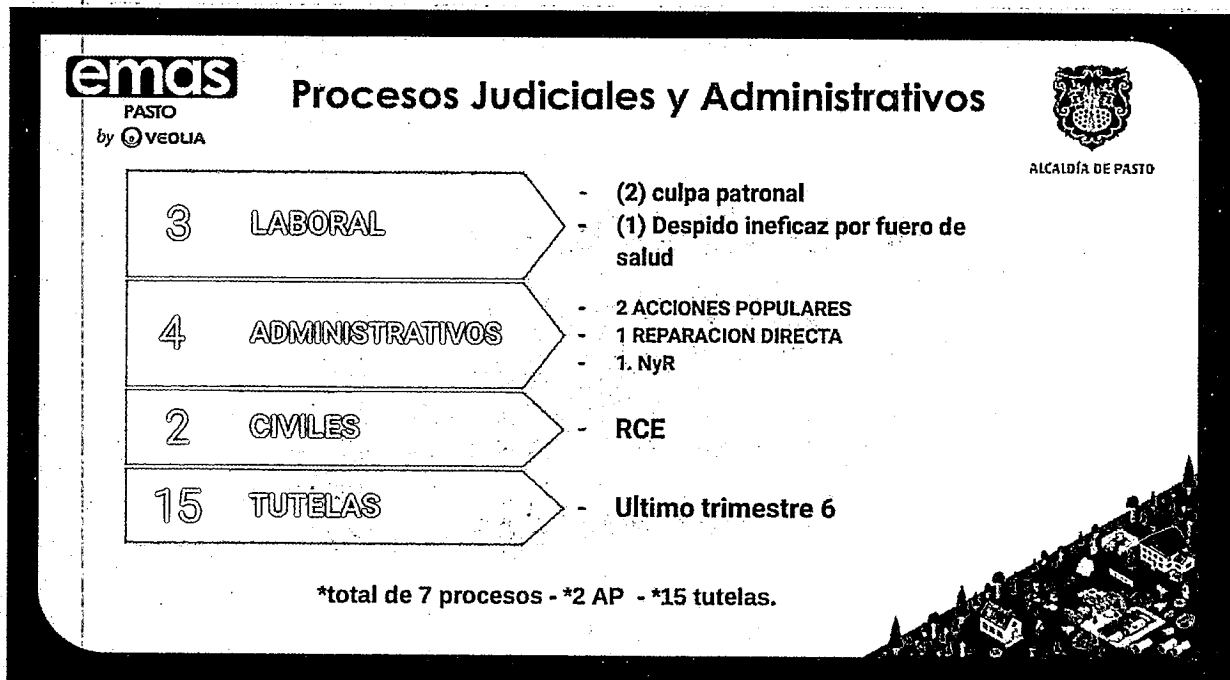 emas
PASTO
by VEOLIA
Procesos Judiciales y Administrativos
ALCALDÍA DE PASTO
3 LABORAL
- (2) culpa patronal
- (1) Despido ineficaz por fuero de
salud
4 ADMINISTRATIVOS
- 2 ACCIONES POPULARES
- 1 REPARACION DIRECTA
- 1. NyR
2 CIVILES
- RCE
15 TUTELAS
- Ultimo trimestre 6
*total de 7 procesos - *2 AP - *15 tutelas.